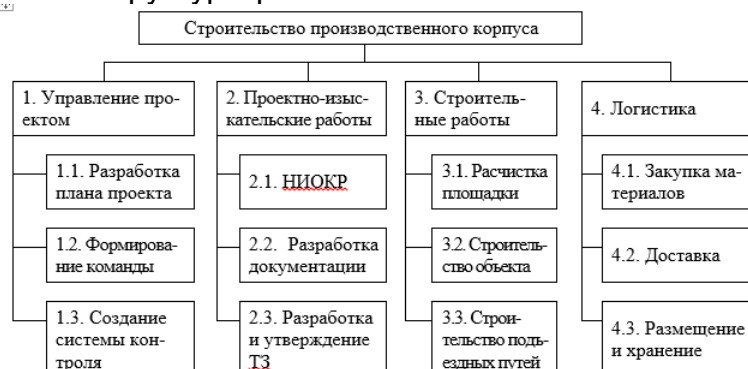 Строительство производственного корпуса
1. Управление про-
ектом
2. Проектно-изыс-
кательские работы
3. Строитель-
ные работы
4. Логистика
1.1. Разработка
плана проекта
2.1. НИОКР
3.1. Расчистка
площадки
4.1. Закупка ма-
териалов
1.2. Формирова-
ние команды
2.2. Разработка
документации
3.2. Строитель-
ство объекта
4.2. Доставка
1.3. Создание
системы кон-
троля
2.3. Разработка
и утверждение
ТЗ
3.3. Строи-
тельство подъ-
ездных путей
4.3. Размещение
и хранение